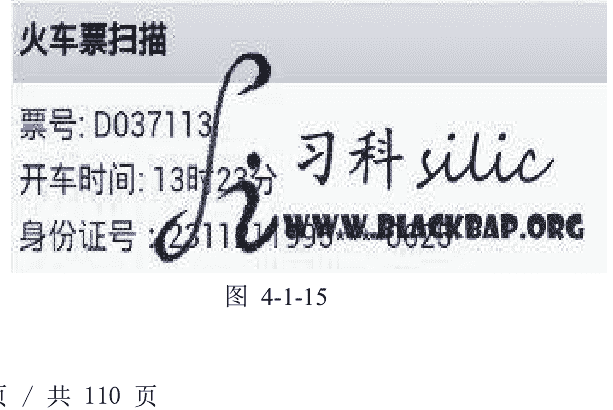 火车票扫描
票号: D037113
开车时间: 13时23分
习科 silic
身份证号：
WWW.BLACKBAP.ORG
图 4-1-15
页 / 共 110 页